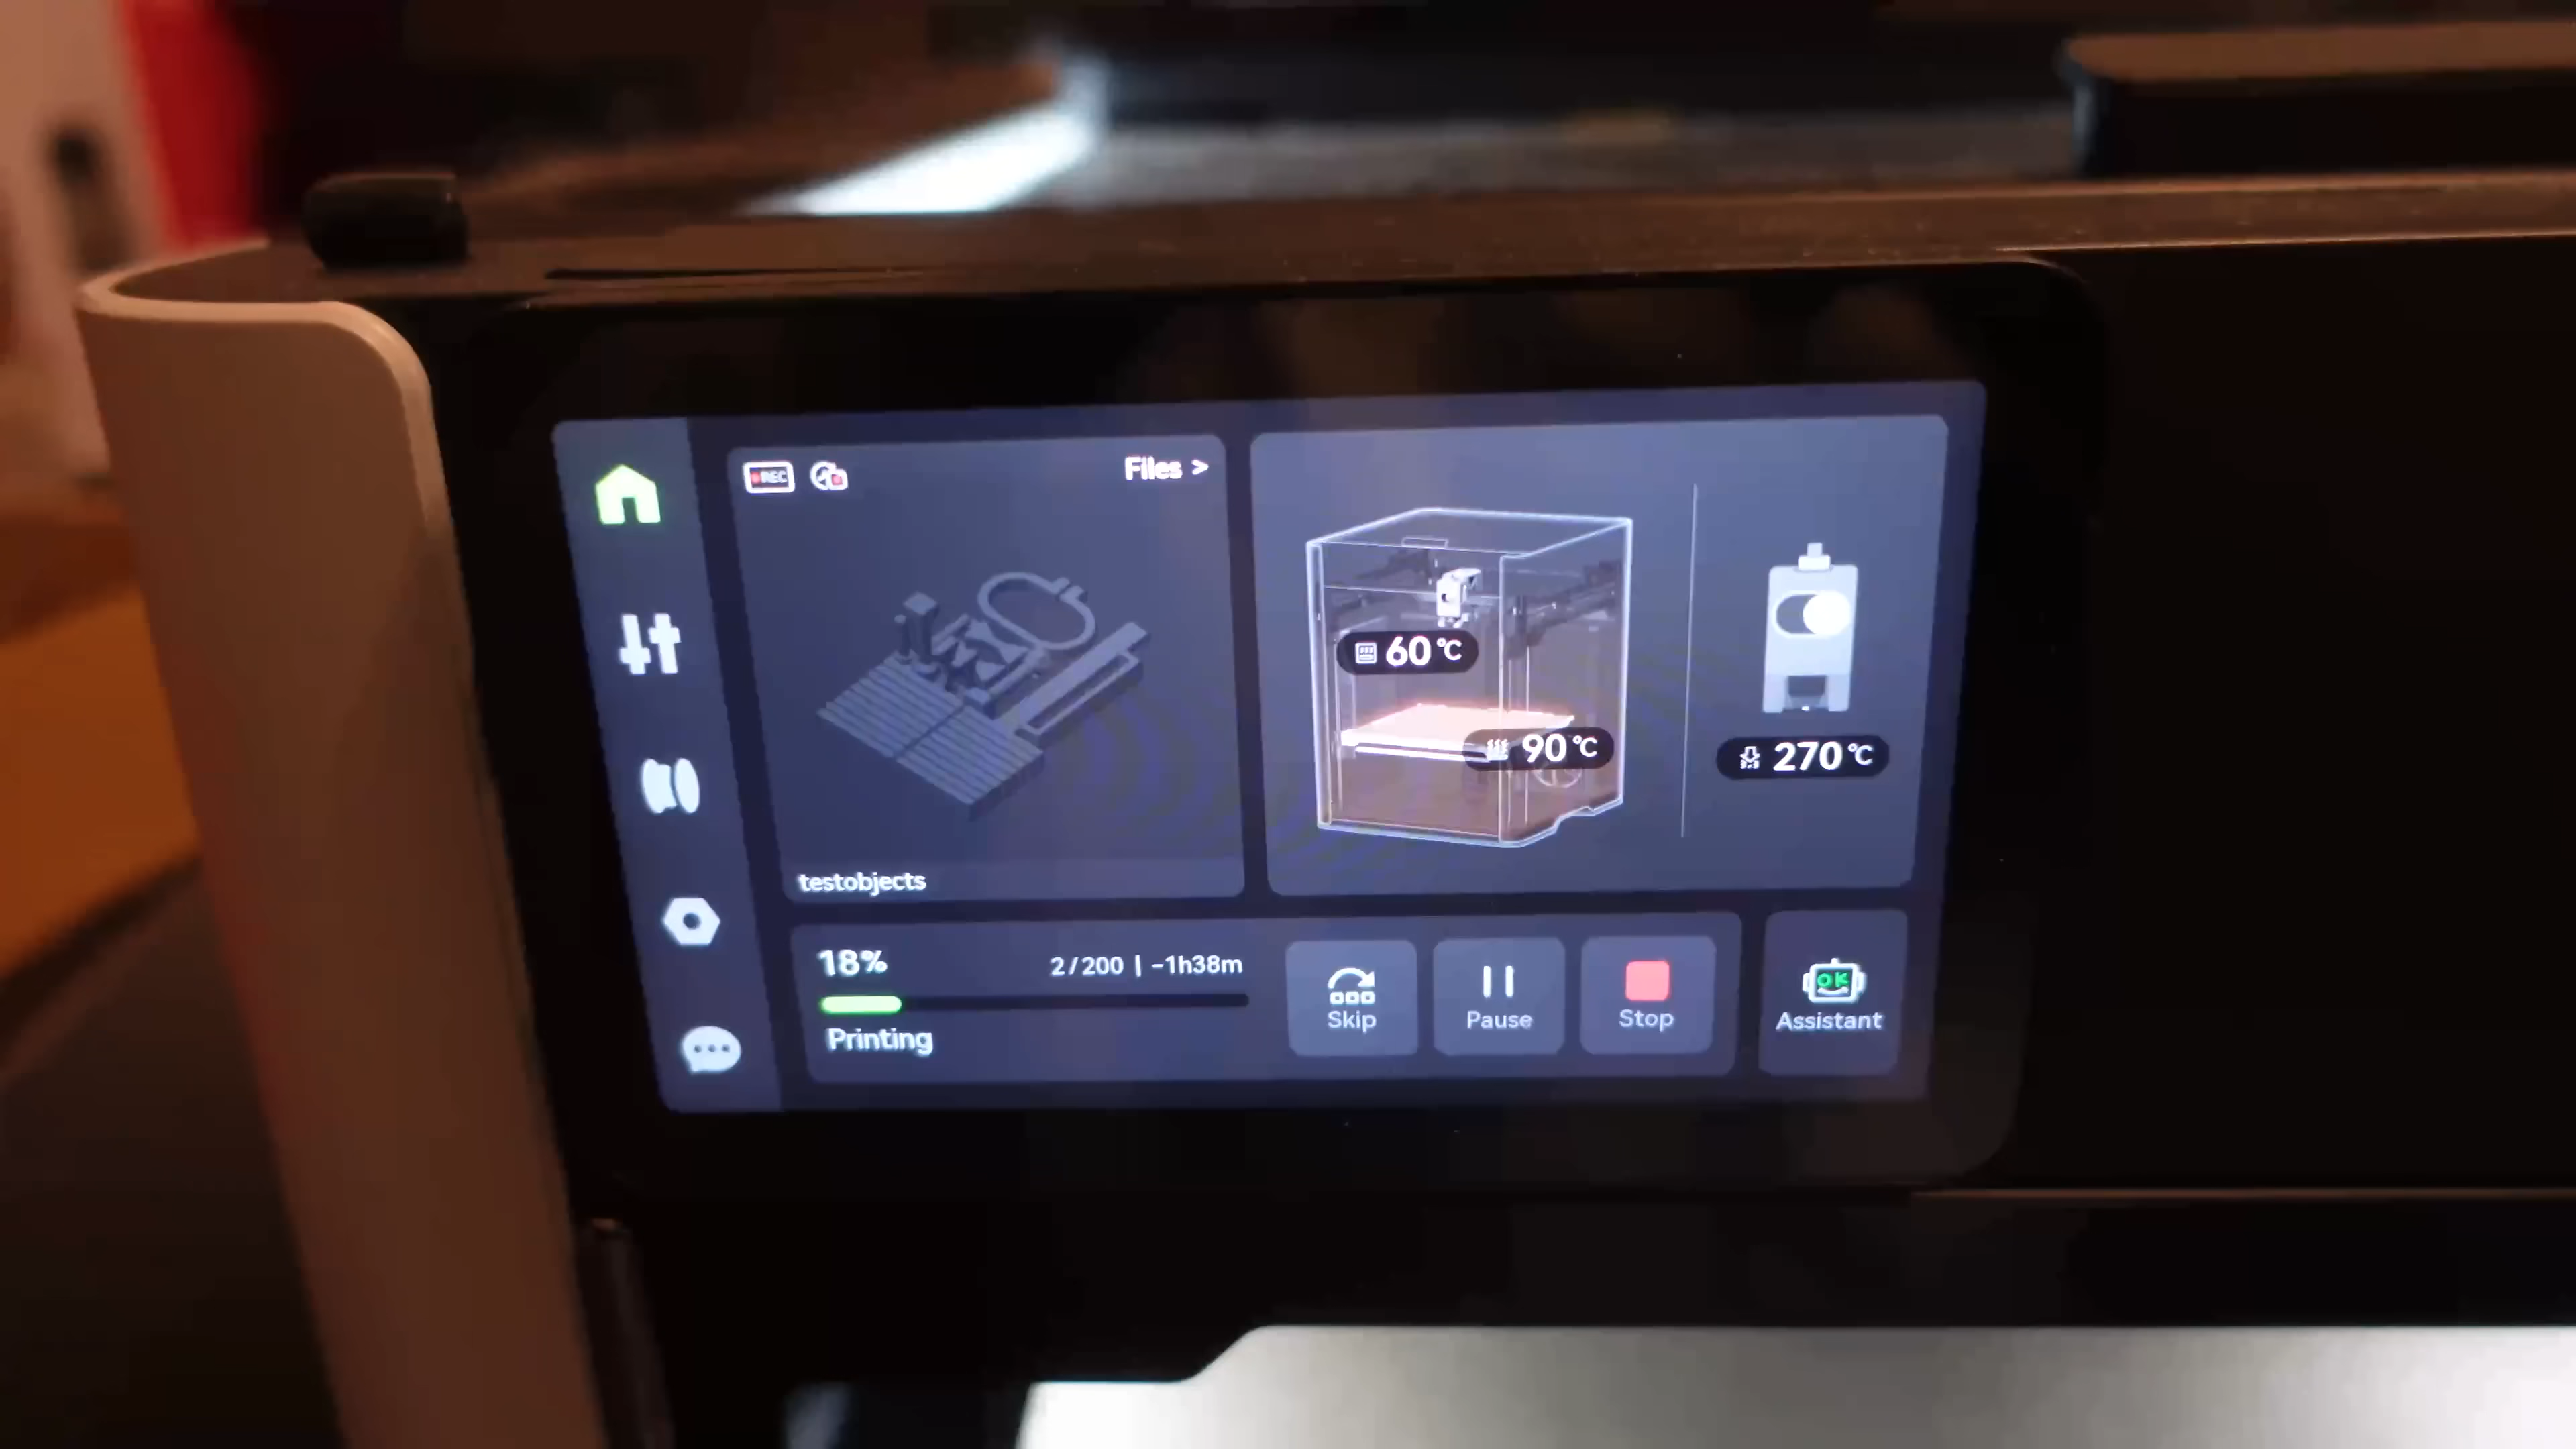 REC
Files >
60 °C
90 °C
270 °C
testobjects
18%
2/200 | -1h38m
Printing
Skip
Pause
Stop
OK
Assistant